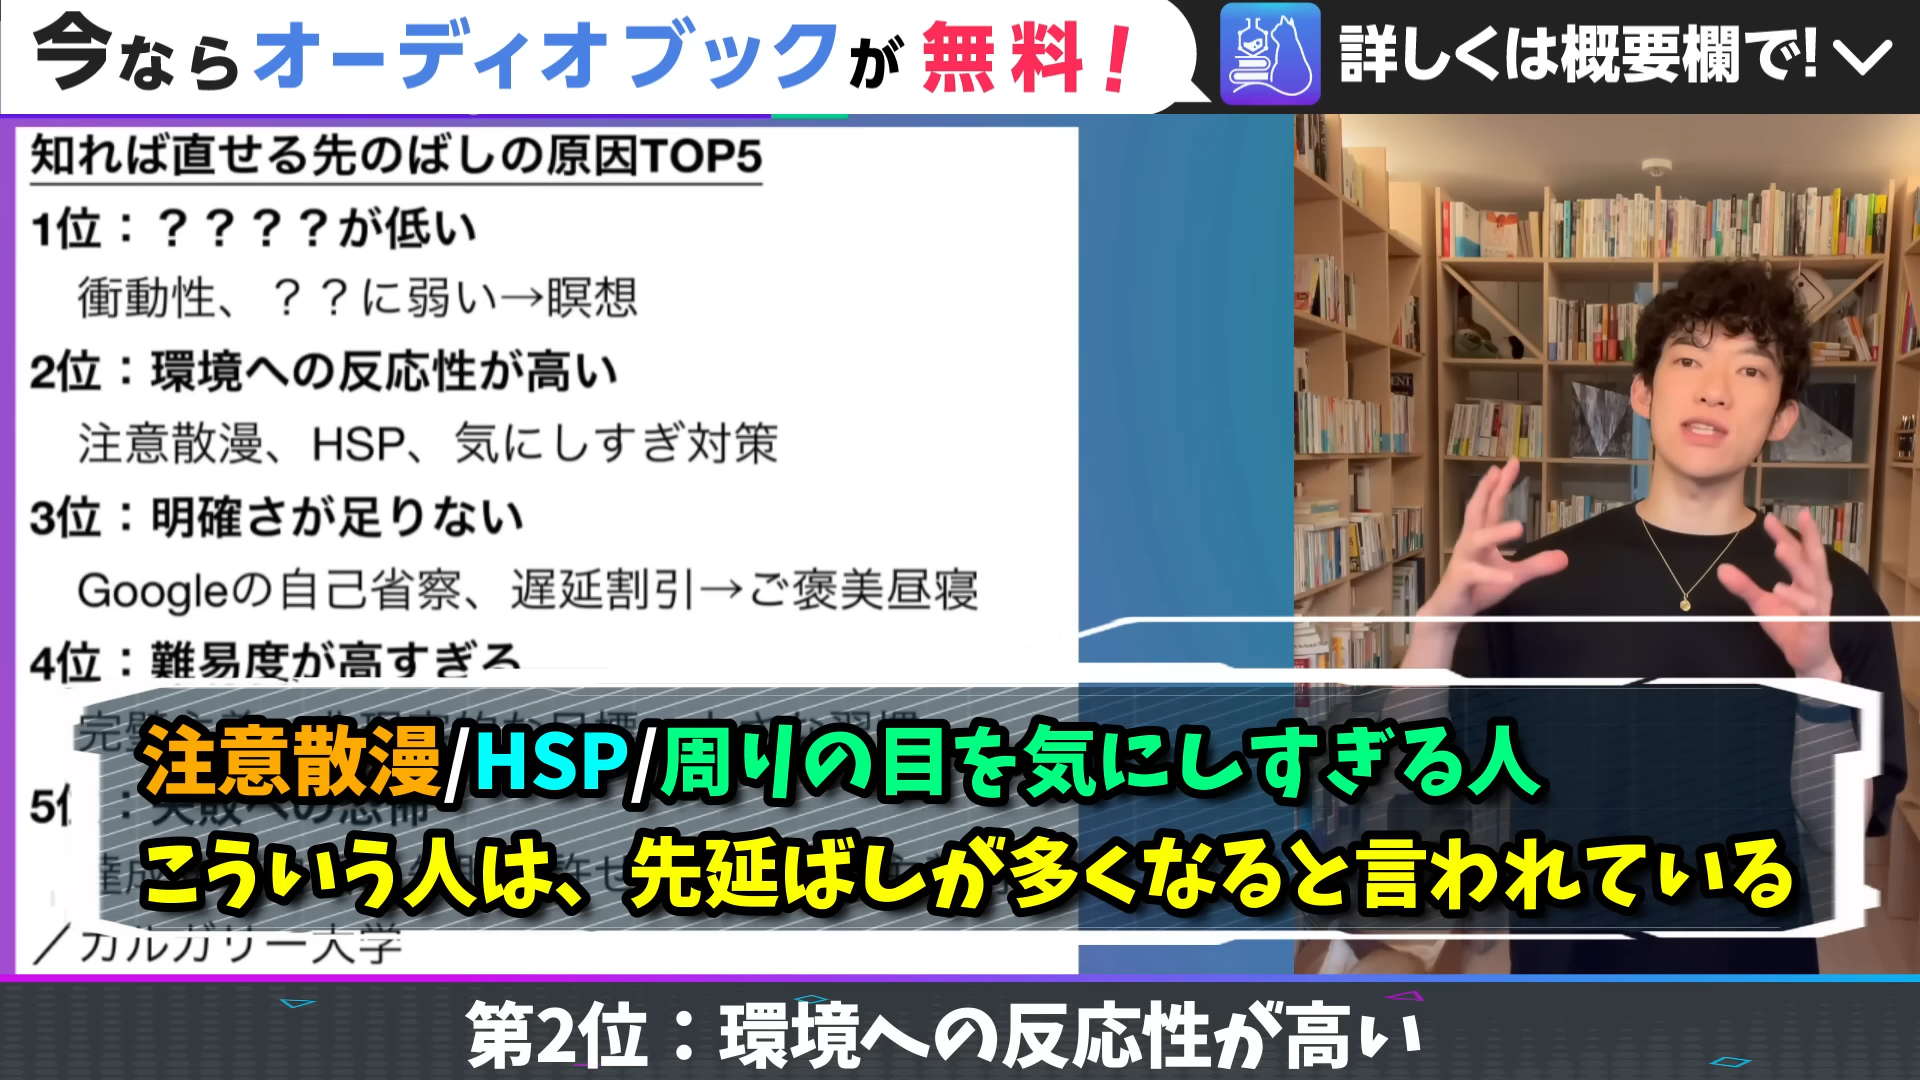 今ならオーディオブックが無料！
詳しくは概要欄で!
知れば直せる先のばしの原因TOP5
1位：？？？？が低い
衝動性、？？に弱い→瞑想
2位：環境への反応性が高い
注意散漫、HSP、気にしすぎ対策
3位：明確さが足りない
Googleの自己省察、遅延割引→ご褒美昼寝
4位：難易度が高すぎる
注意散漫/HSP/周りの目を気にしすぎる人
こういう人は、先延ばしが多くなると言われている
：失敗への恐怖
／カルガリー大学
第2位：環境への反応性が高い